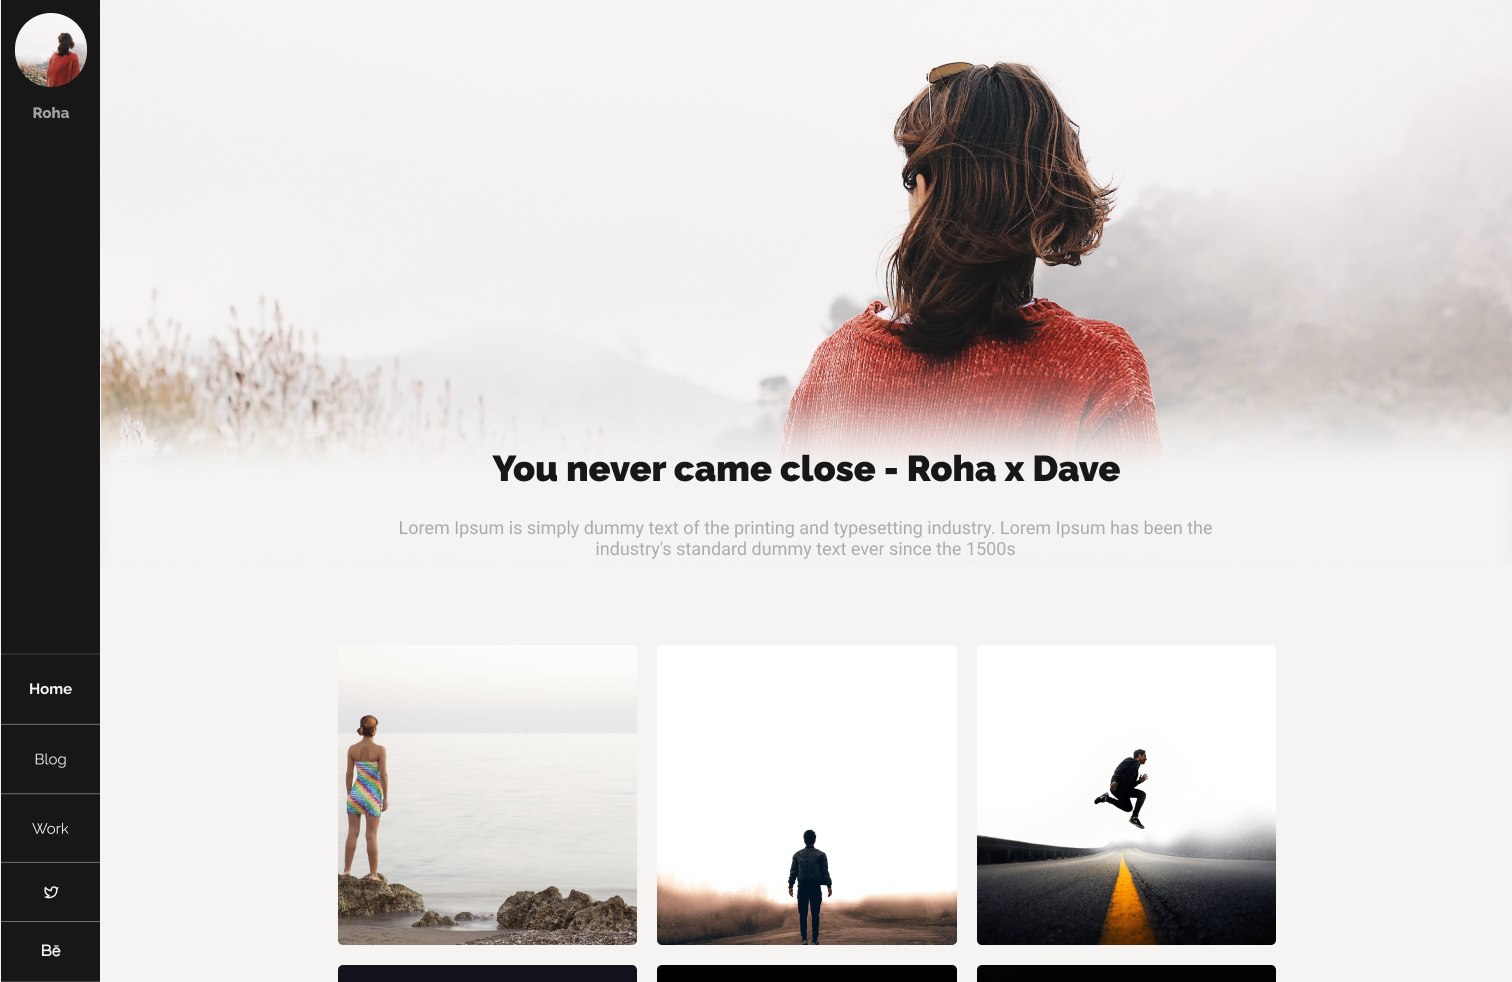 Roha
You never came close - Roha x Dave
Lorem Ipsum is simply dummy text of the printing and typesetting industry. Lorem Ipsum has been the
industry's standard dummy text ever since the 1500s
Home
Blog
Work
Bē